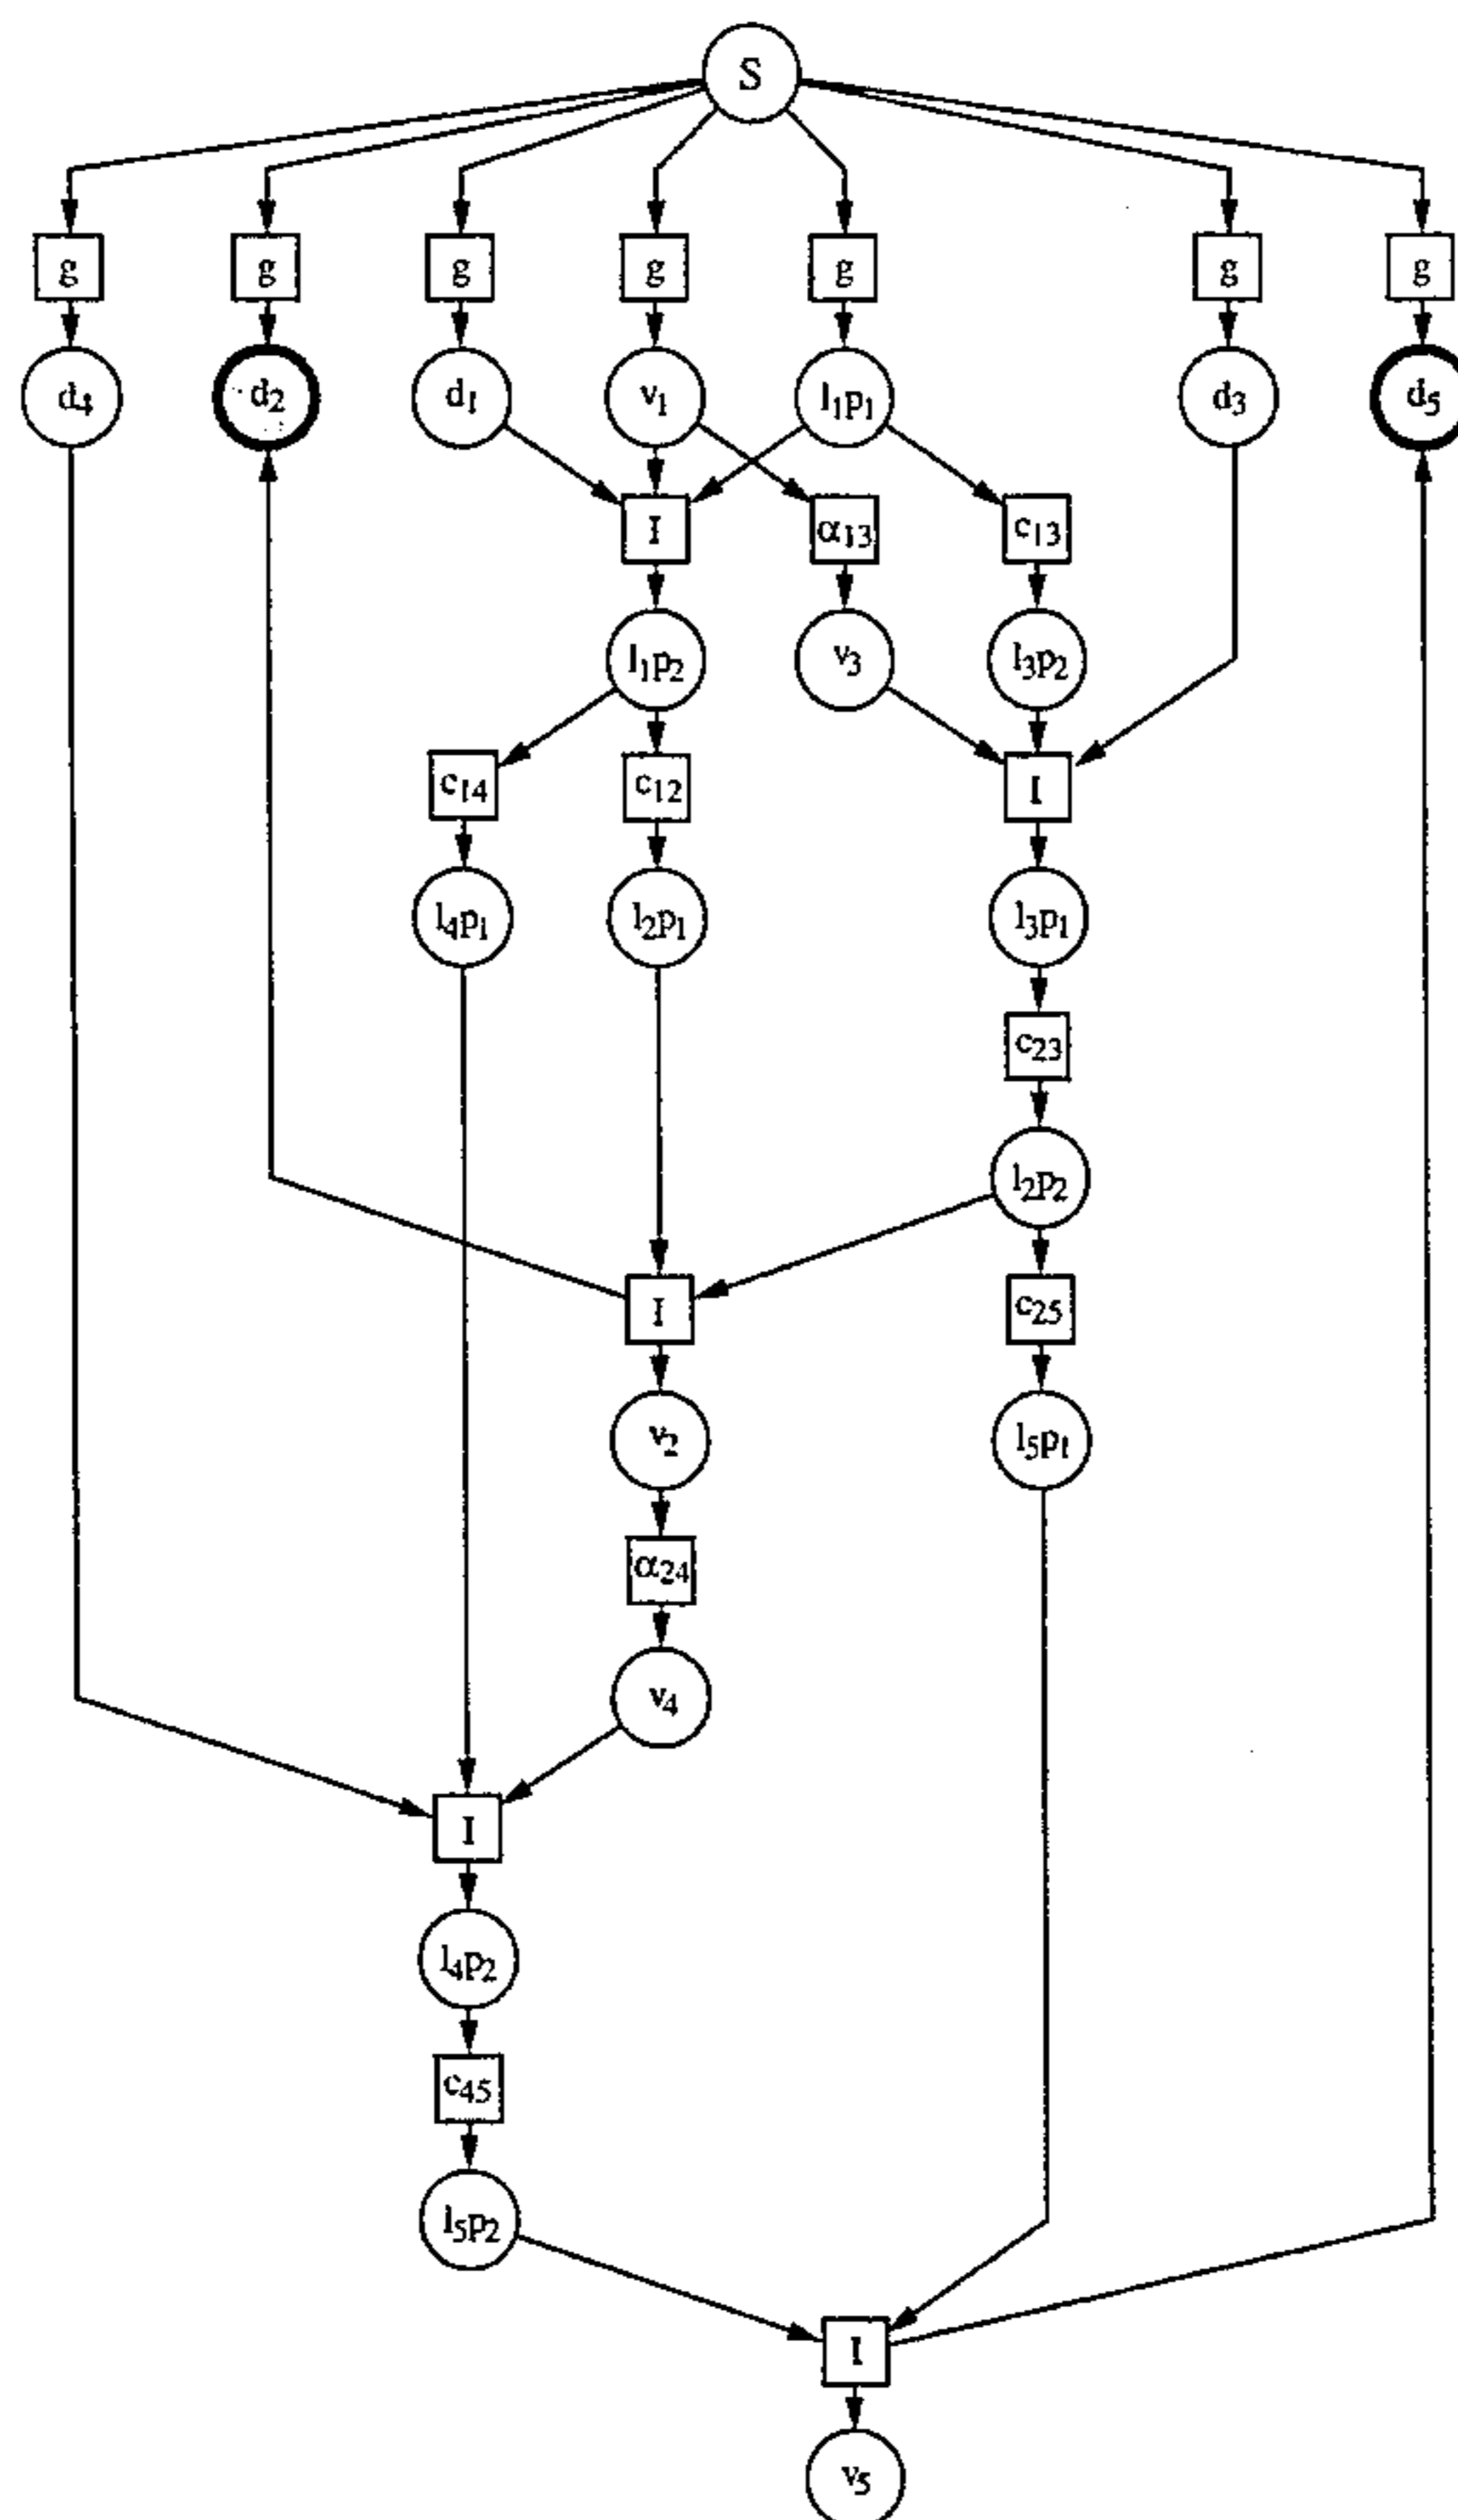 S
g g g g g g g
d4 d2 d1 v1 l1p1 d3 d5
I α13 c13
l1p2 v3 l3p2
c14 c12 I
l4p1 l2p1 l3p1
c23
l2p2
I c25
v2 l5p1
α24
v4
I
l4p2
c45
l5p2
I
v5